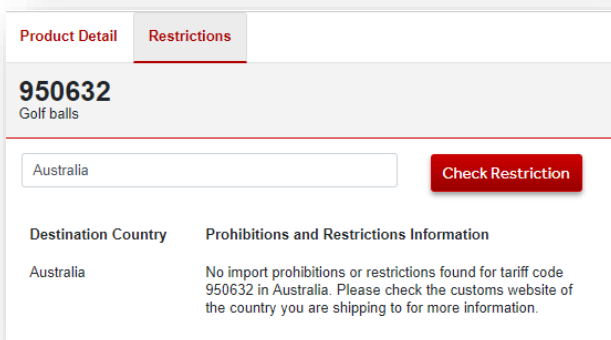 Product Detail Restrictions
950632
Golf balls
Australia Check Restriction
Destination Country Prohibitions and Restrictions Information
Australia No import prohibitions or restrictions found for tariff code
950632 in Australia. Please check the customs website of
the country you are shipping to for more information.